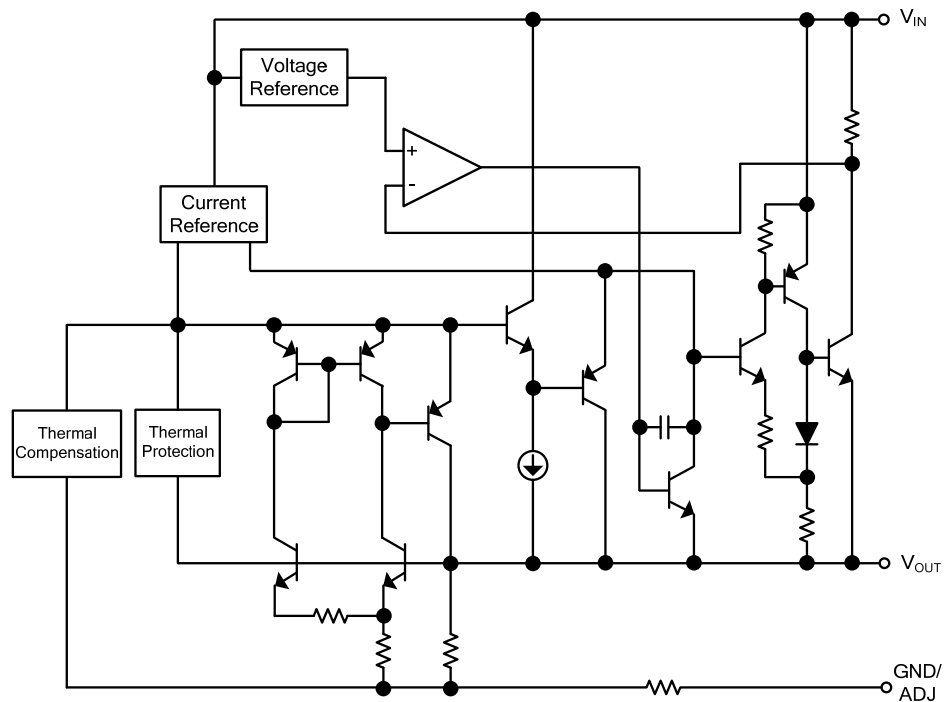 V_IN
Voltage
Reference
+
-
Current
Reference
Thermal
Compensation
Thermal
Protection
V_OUT
GND/
ADJ